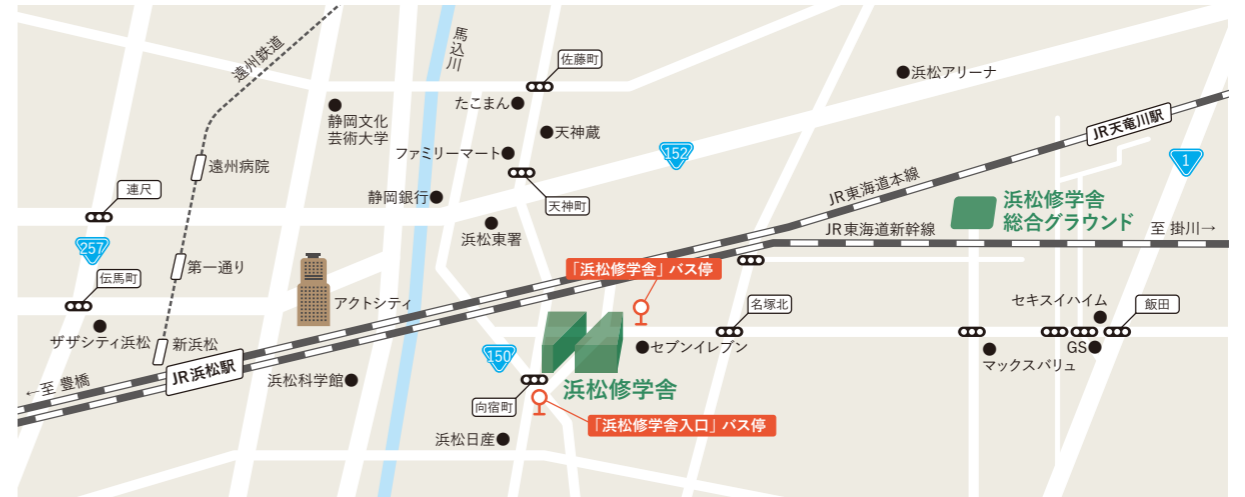 遠州鉄道
馬込川
佐藤町
浜松アリーナ
たこまん
静岡文化
芸術大学
天神蔵
JR天竜川駅
ファミリーマート
152
1
遠州病院
連尺
天神町
静岡銀行
JR東海道本線
浜松修学舎
総合グラウンド
浜松東署
JR東海道新幹線
至 掛川→
257
第一通り
「浜松修学舎」バス停
伝馬町
アクトシティ
名塚北
セキスイハイム
飯田
ザザシティ浜松
新浜松
セブンイレブン
GS
150
マックスバリュ
JR浜松駅
浜松科学館
←至 豊橋
浜松修学舎
向宿町
「浜松修学舎入口」バス停
浜松日産